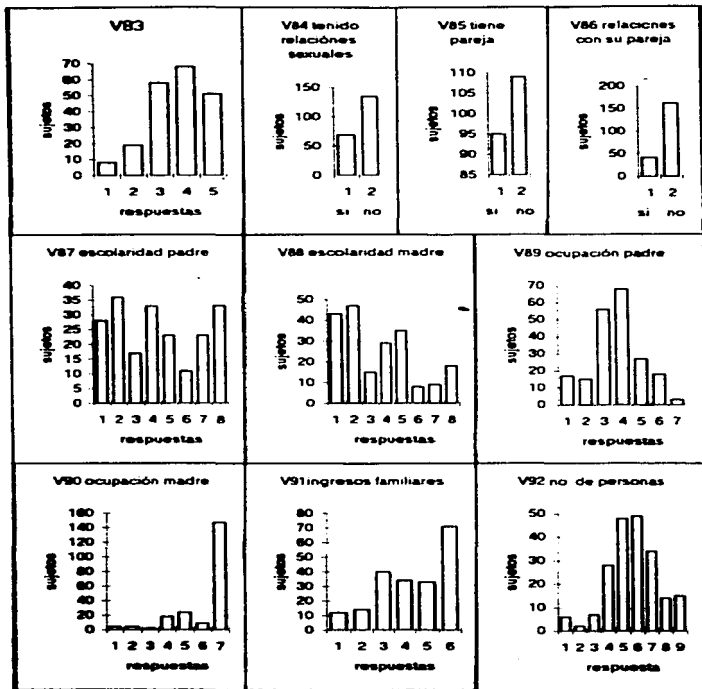 V83
sujetos
70
60
50
40
30
20
10
0
1 2 3 4 5
respuestas
V84 tenido
relaciónes
sexuales
sujetos
150
100
50
0
1 2
si no
V85 tiene
pareja
sujetos
110
105
100
95
90
85
1 2
si no
V86 relaciones
con su pareja
sujetos
200
150
100
50
0
1 2
si no
V87 escolaridad padre
sujetos
40
35
30
25
20
15
10
5
0
1 2 3 4 5 6 7 8
respuestas
V88 escolaridad madre
sujetos
50
40
30
20
10
0
1 2 3 4 5 6 7 8
respuestas
V89 ocupación padre
sujetos
70
60
50
40
30
20
10
0
1 2 3 4 5 6 7
respuestas
V90 ocupación madre
sujetos
160
140
120
100
80
60
40
20
0
1 2 3 4 5 6 7
respuestas
V91ingresos familiares
sujetos
80
70
60
50
40
30
20
10
0
1 2 3 4 5 6
respuestas
V92 no de personas
sujetos
50
40
30
20
10
0
1 2 3 4 5 6 7 8 9
respuesta